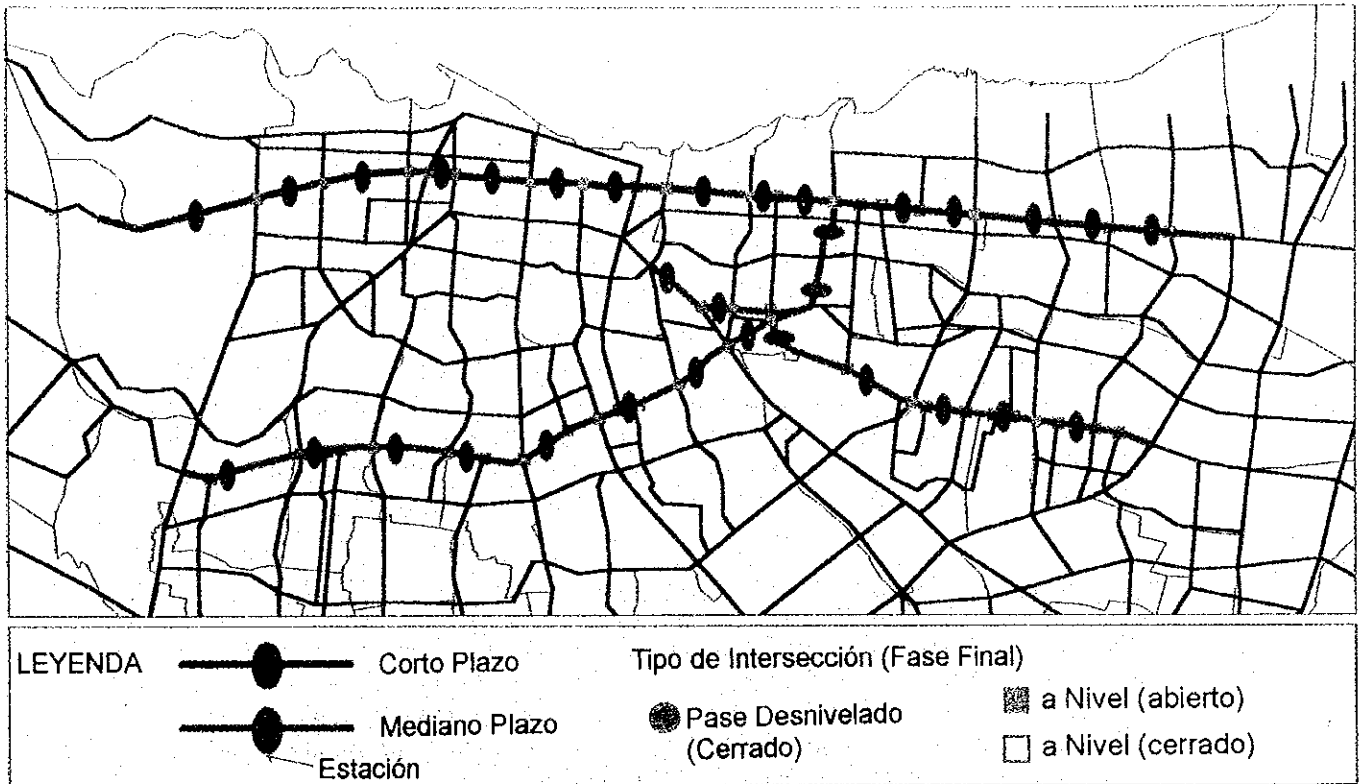 LEYENDA
Corto Plazo
Mediano Plazo
Estación
Tipo de Intersección (Fase Final)
Pase Desnivelado
(Cerrado)
a Nivel (abierto)
a Nivel (cerrado)